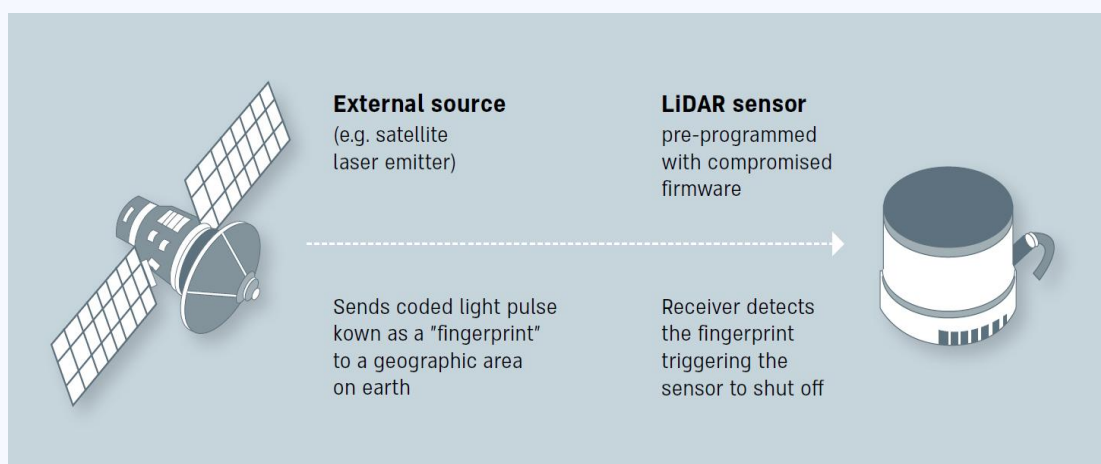 External source
(e.g. satellite
laser emitter)
LiDAR sensor
pre-programmed
with compromised
firmware
Sends coded light pulse
kown as a "fingerprint"
to a geographic area
on earth
Receiver detects
the fingerprint
triggering the
sensor to shut off